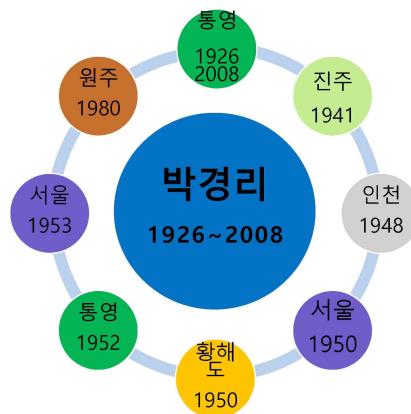 통영
1926
2008
진주
1941
인천
1948
서울
1950
황해
도
1950
통영
1952
서울
1953
원주
1980
박경리
1926~2008